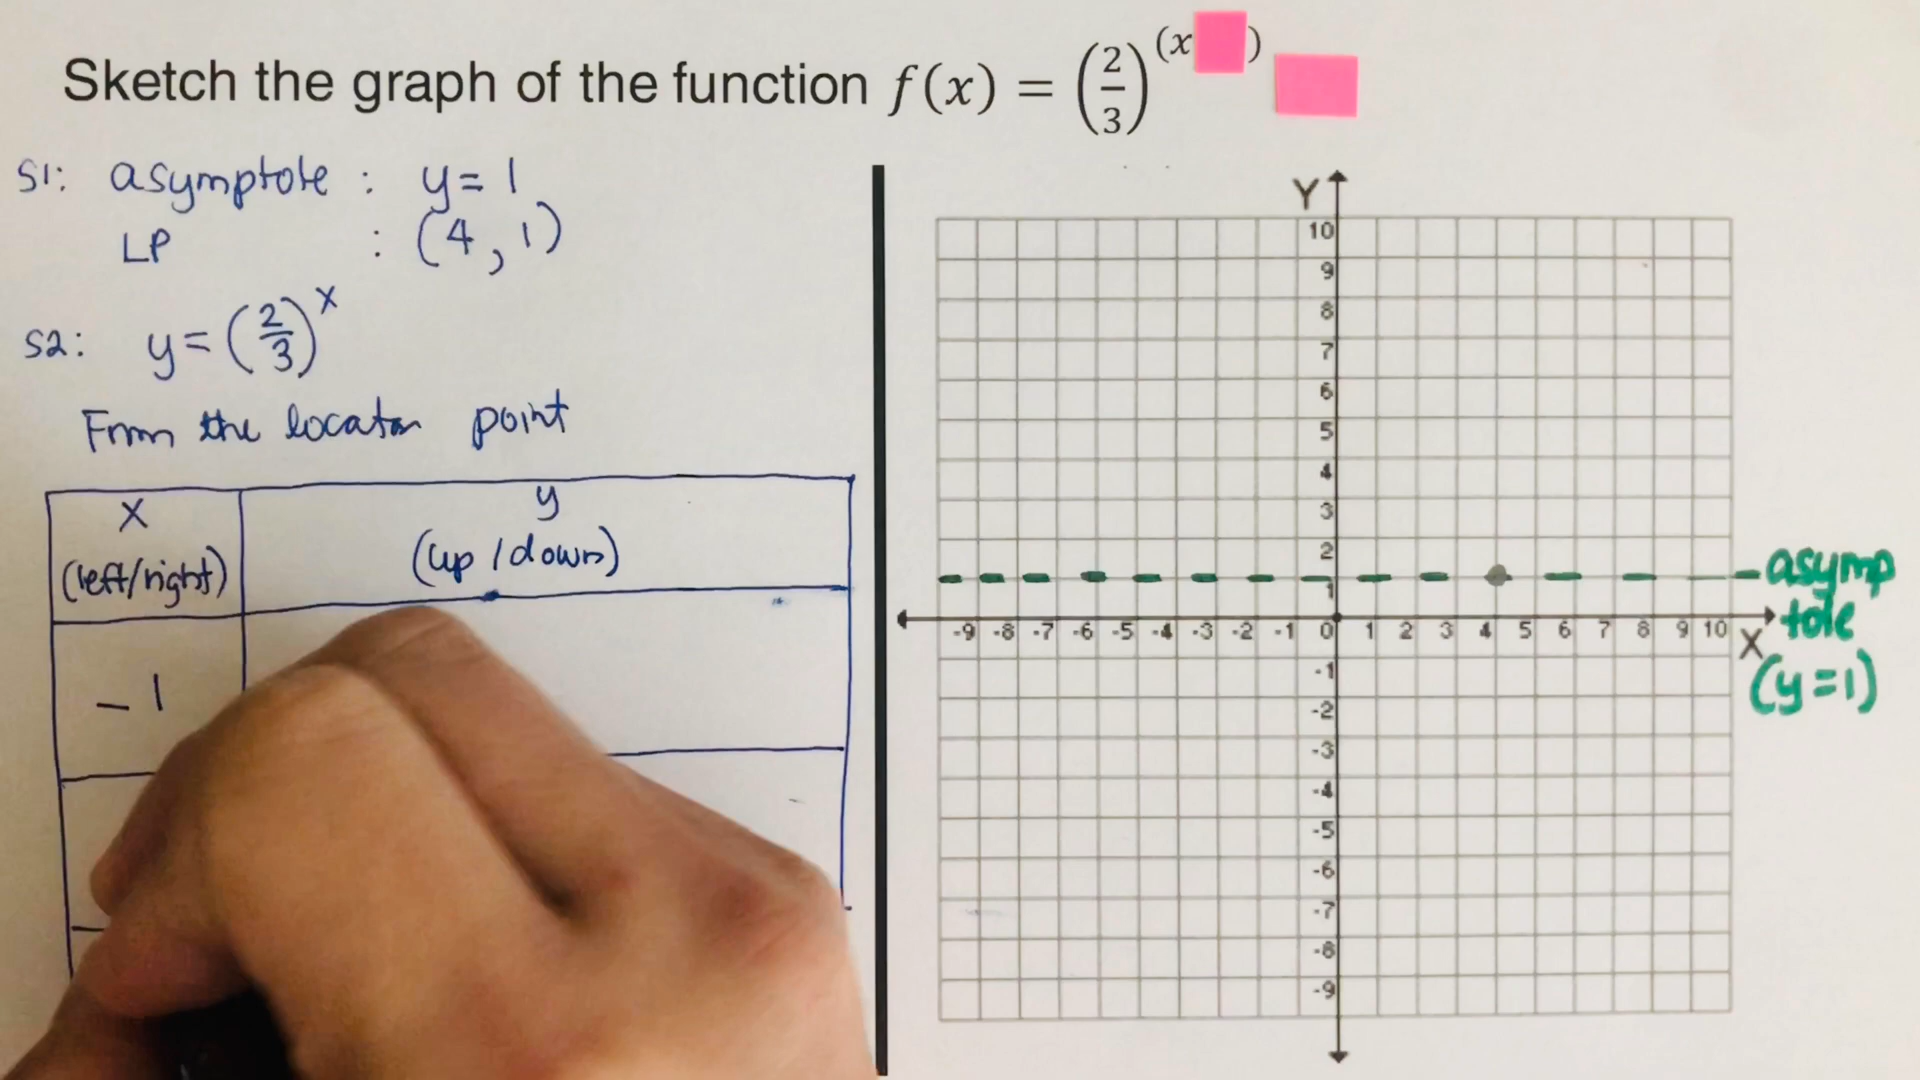 Sketch the graph of the function f(x) = (2/3)^(x )
S1: asymptote : y = 1
LP : (4, 1)
S2: y = (2/3)^x
From the locator point
x y
(left/right) (up/down)
-1
Y
10
9
8
7
6
5
4
3
2
1
-9 -8 -7 -6 -5 -4 -3 -2 -1 0 1 2 3 4 5 6 7 8 9 10 X
-1
-2
-3
-4
-5
-6
-7
-8
-9
asymp
tote
(y=1)